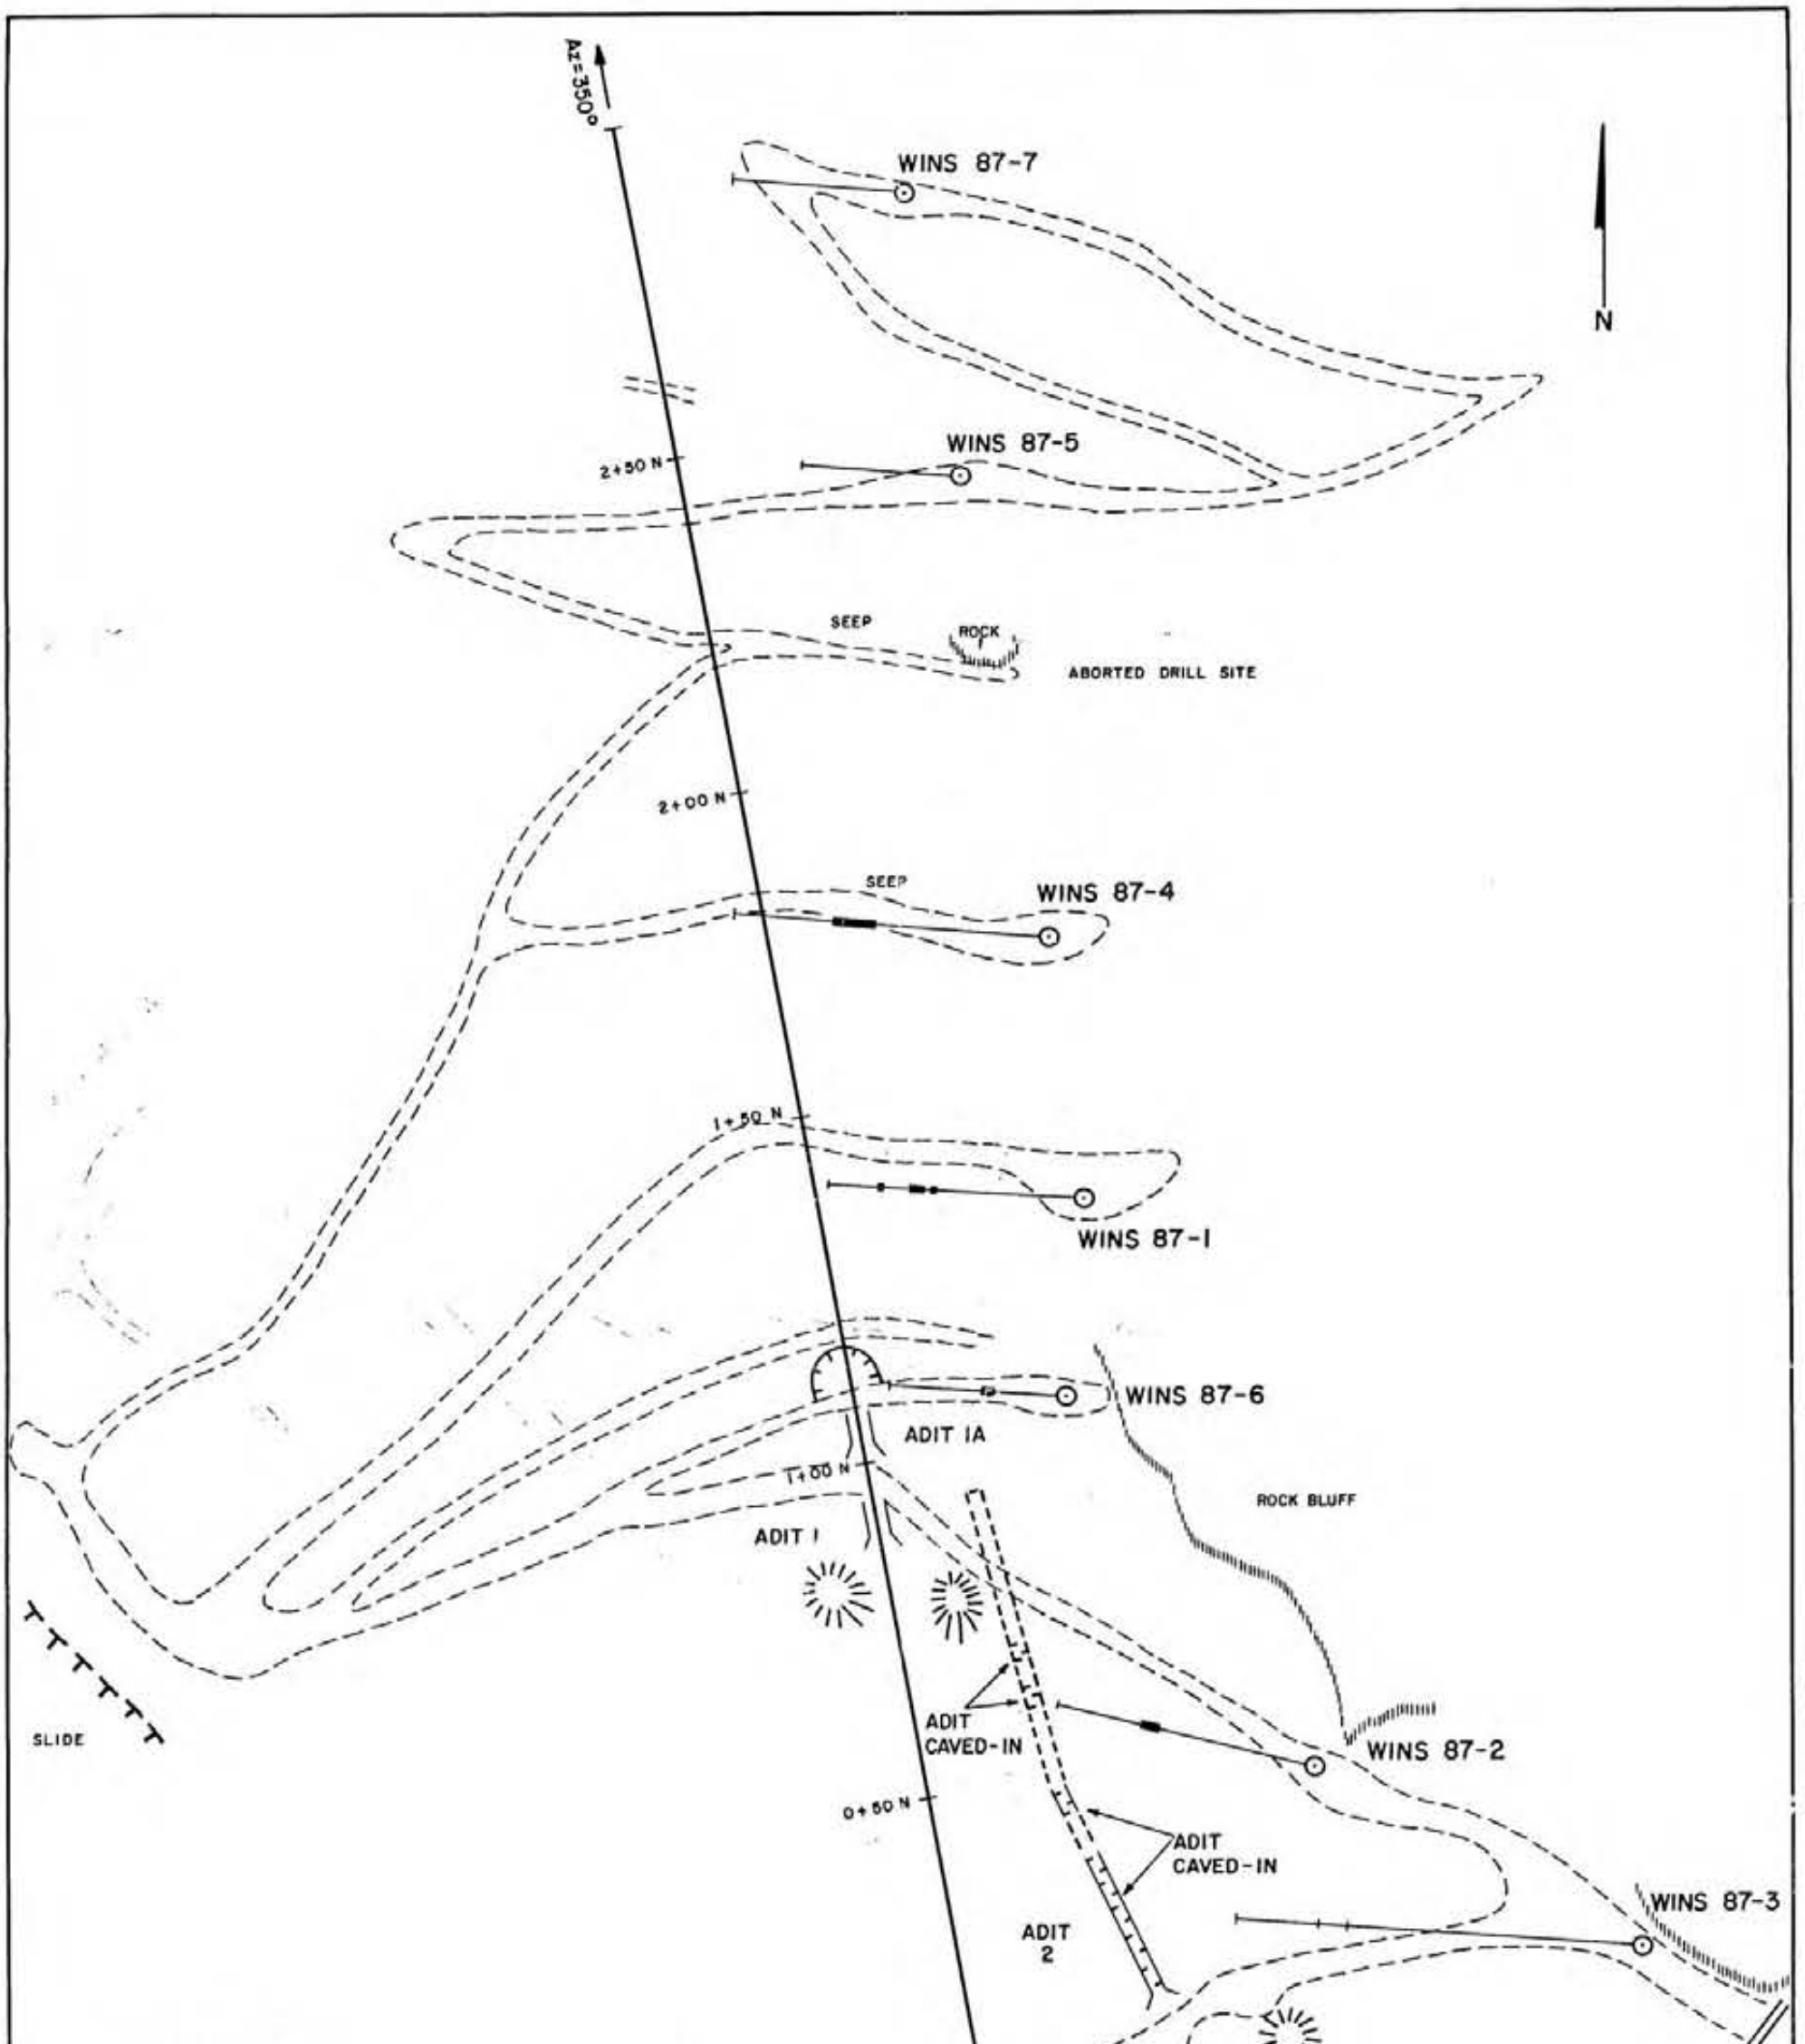 Az=350°
WINS 87-7
N
WINS 87-5
2+50 N
SEEP
ROCK
ABORTED DRILL SITE
2+00 N
SEEP
WINS 87-4
1+50 N
WINS 87-1
WINS 87-6
ADIT 1A
1+00 N
ROCK BLUFF
ADIT 1
ADIT
CAVED-IN
SLIDE
WINS 87-2
0+50 N
ADIT
CAVED-IN
WINS 87-3
ADIT
2